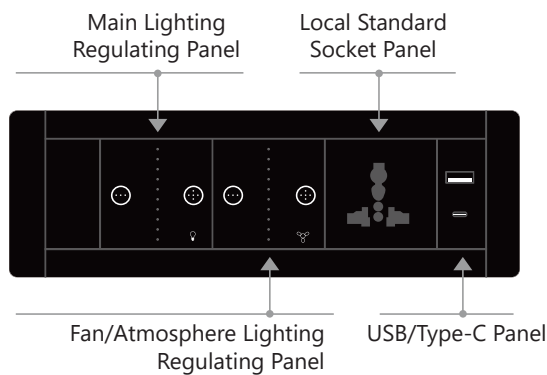 Main Lighting
Regulating Panel
Local Standard
Socket Panel
Fan/Atmosphere Lighting
Regulating Panel
USB/Type-C Panel